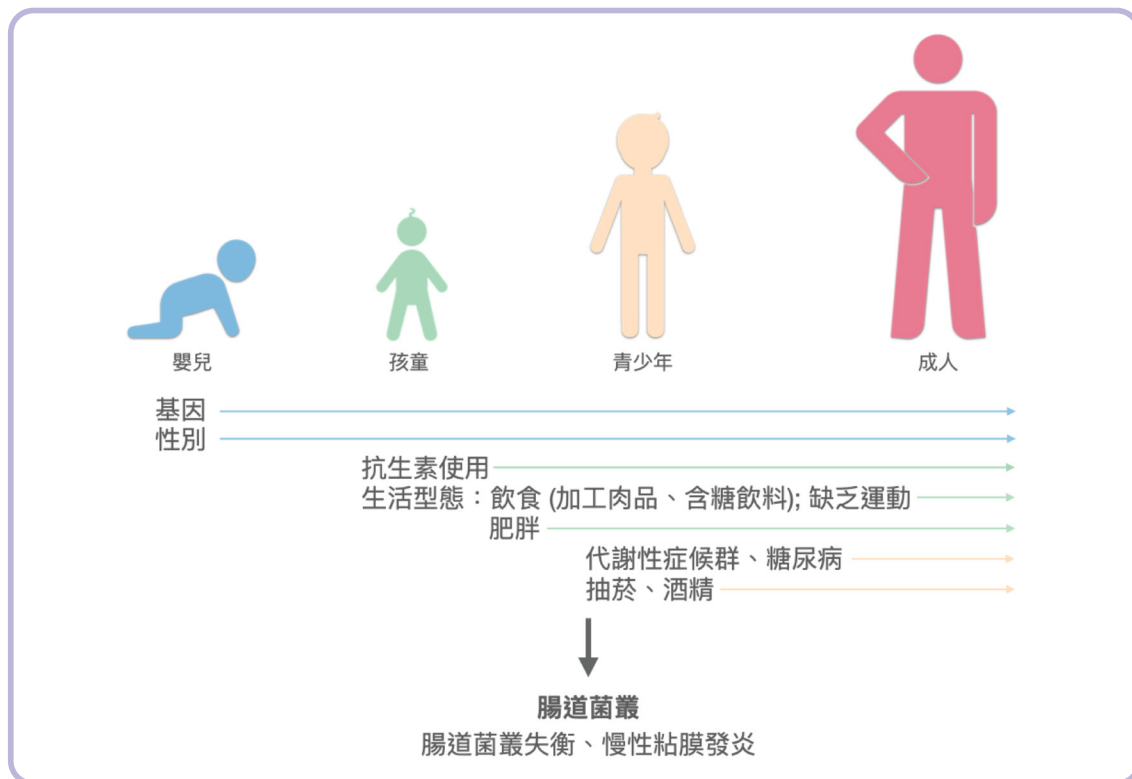 嬰兒
孩童
青少年
成人
基因
性別
抗生素使用
生活型態：飲食 (加工肉品、含糖飲料); 缺乏運動
肥胖
代謝性症候群、糖尿病
抽菸、酒精
腸道菌叢
腸道菌叢失衡、慢性粘膜發炎